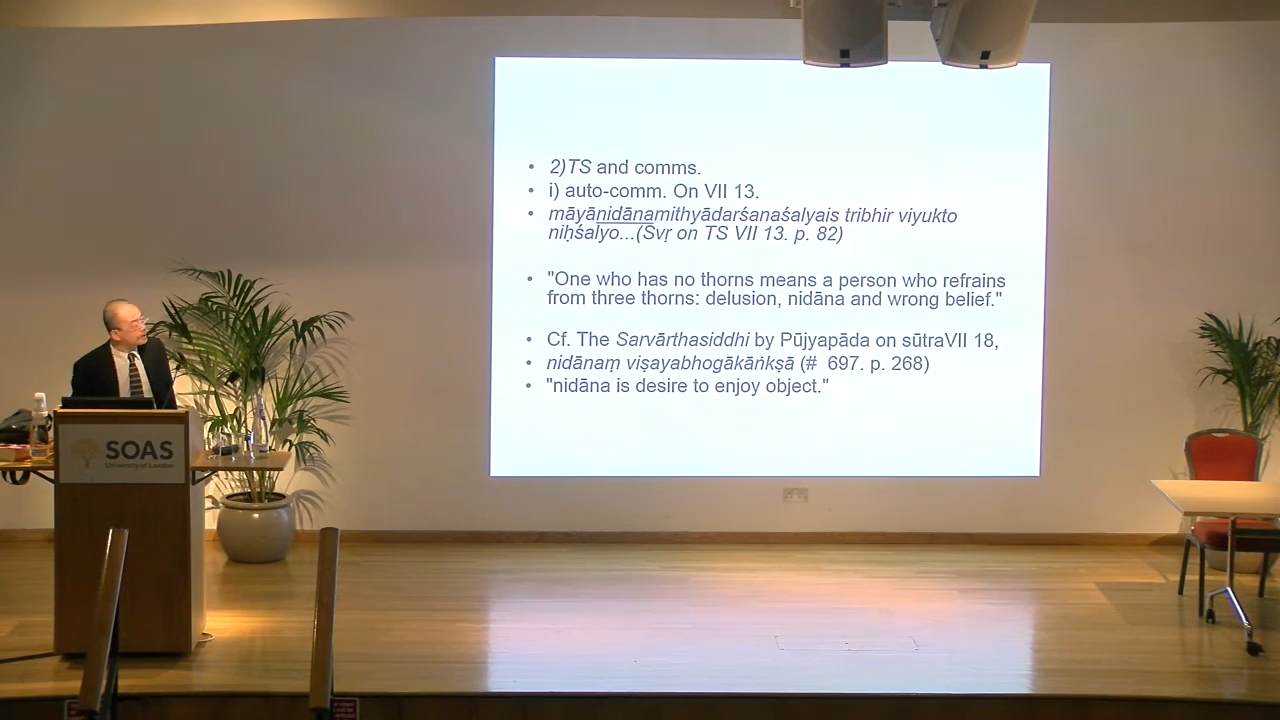 • 2)TS and comms.
• i) auto-comm. On VII 13.
• māyānidānamithyādarśanaśalyais tribhir viyukto
niḥśalyo...(Svṛ on TS VII 13. p. 82)
• "One who has no thorns means a person who refrains
from three thorns: delusion, nidāna and wrong belief."
• Cf. The Sarvārthasiddhi by Pūjyapāda on sūtraVII 18,
• nidānaṃ viṣayabhogākāṅkṣā (# 697. p. 268)
• "nidāna is desire to enjoy object."
SOAS
University of London